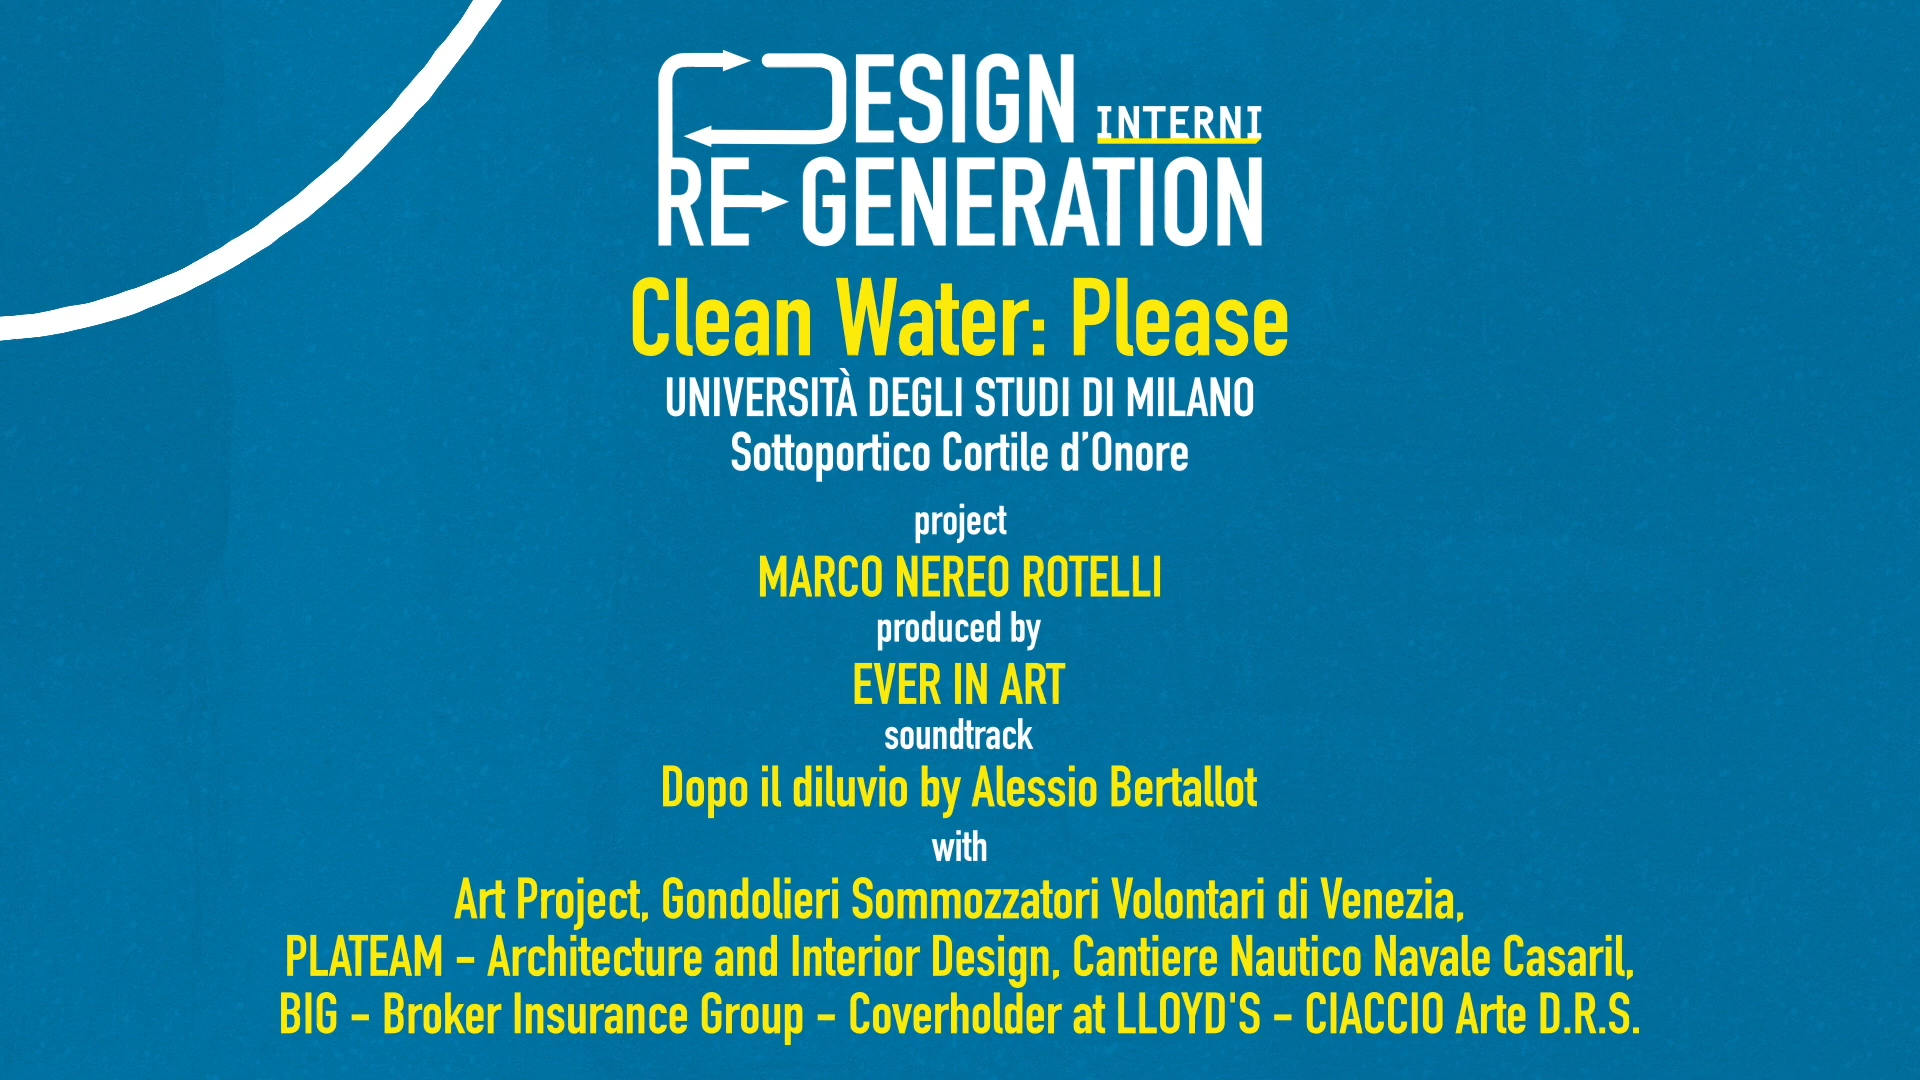 DESIGN INTERNI
RE-GENERATION
Clean Water: Please
UNIVERSITÀ DEGLI STUDI DI MILANO
Sottoportico Cortile d’Onore
project
MARCO NEREO ROTELLI
produced by
EVER IN ART
soundtrack
Dopo il diluvio by Alessio Bertallot
with
Art Project, Gondolieri Sommozzatori Volontari di Venezia,
PLATEAM – Architecture and Interior Design, Cantiere Nautico Navale Casaril,
BIG – Broker Insurance Group – Coverholder at LLOYD'S – CIACCIO Arte D.R.S.